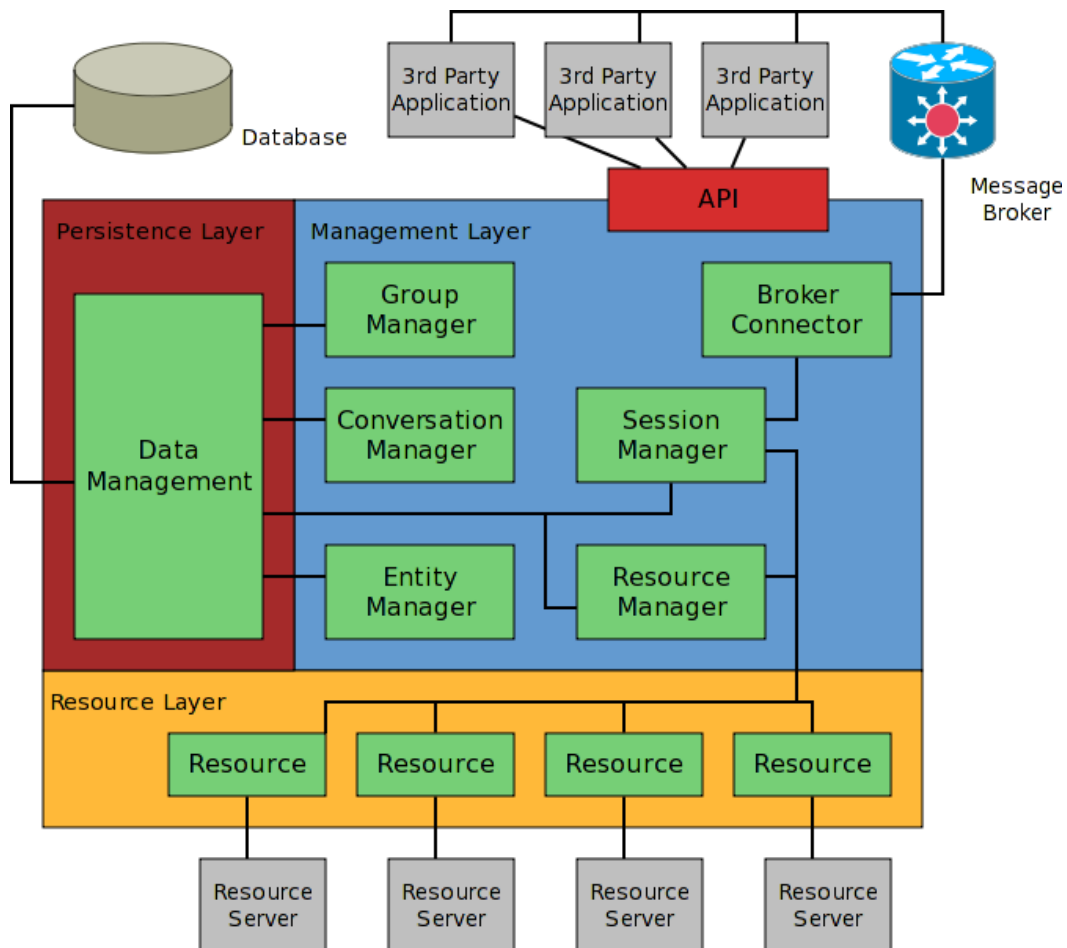 3rd Party
Application
3rd Party
Application
3rd Party
Application
Database
Message
Broker
API
Persistence Layer
Management Layer
Group
Manager
Broker
Connector
Conversation
Manager
Session
Manager
Data
Management
Entity
Manager
Resource
Manager
Resource Layer
Resource
Resource
Resource
Resource
Resource
Server
Resource
Server
Resource
Server
Resource
Server